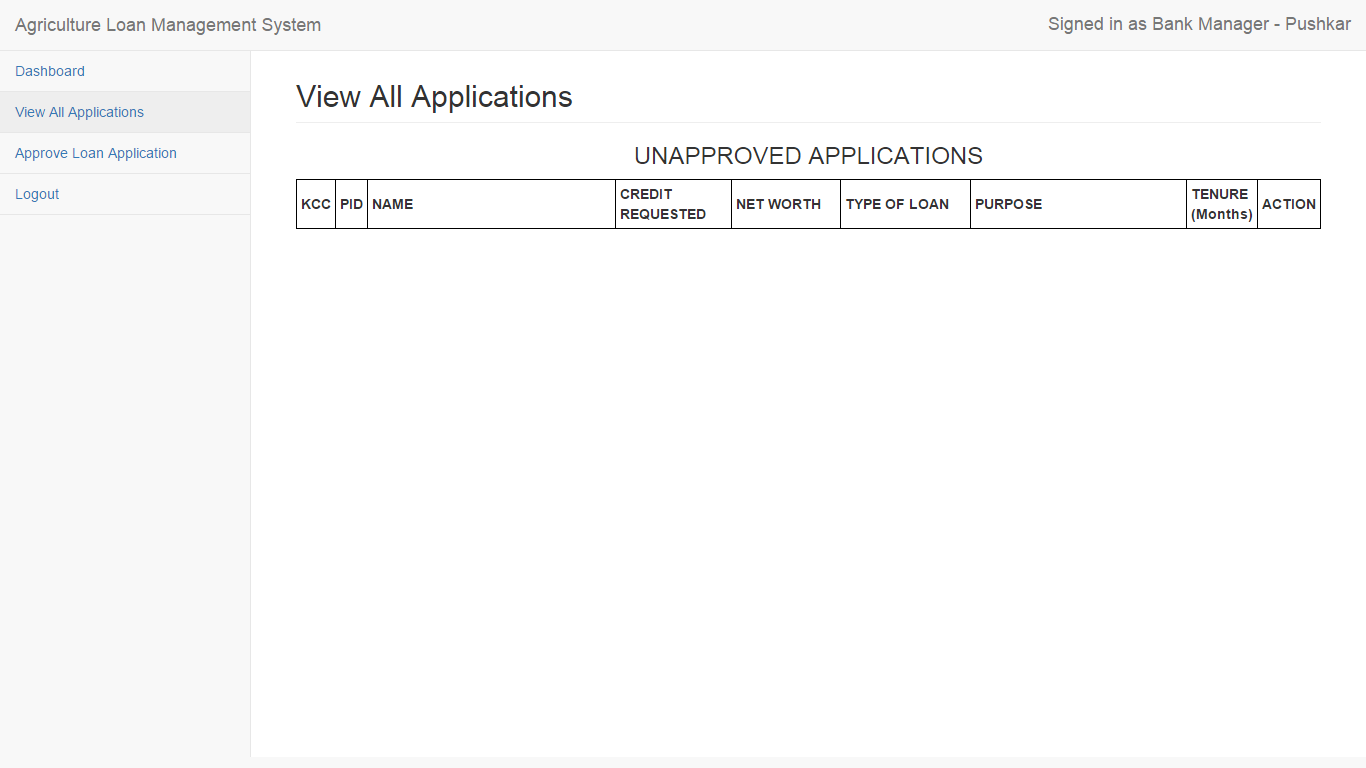 Agriculture Loan Management System
Signed in as Bank Manager - Pushkar
Dashboard
View All Applications
Approve Loan Application
Logout
View All Applications
UNAPPROVED APPLICATIONS
KCC PID NAME CREDIT REQUESTED NET WORTH TYPE OF LOAN PURPOSE TENURE (Months) ACTION